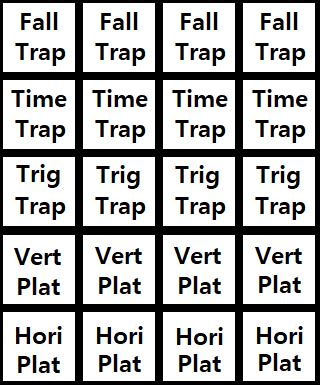 Fall Fall Fall Fall
Trap Trap Trap Trap
Time Time Time Time
Trap Trap Trap Trap
Trig Trig Trig Trig
Trap Trap Trap Trap
Vert Vert Vert Vert
Plat Plat Plat Plat
Hori Hori Hori Hori
Plat Plat Plat Plat